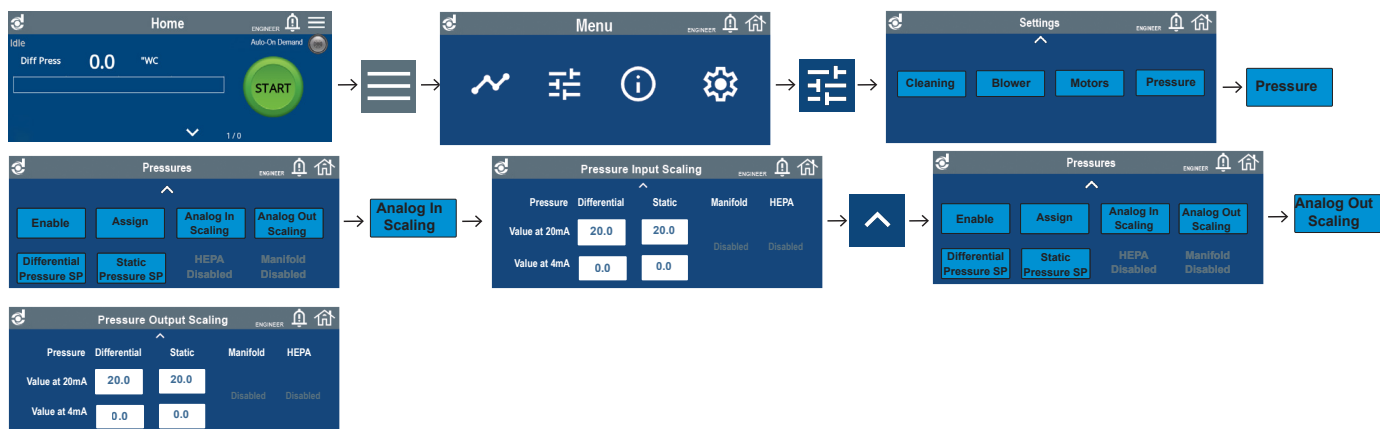 Home
ENGINEER
Idle
Auto-On Demand
Diff Press 0.0 "WC
START
1 / 0
Menu
ENGINEER
Settings
ENGINEER
Cleaning Blower Motors Pressure
Pressure
Pressures
ENGINEER
Enable Assign Analog In Scaling Analog Out Scaling
Differential Pressure SP Static Pressure SP HEPA Disabled Manifold Disabled
Analog In
Scaling
Pressure Input Scaling
ENGINEER
Pressure Differential Static Manifold HEPA
Value at 20mA 20.0 20.0
Disabled Disabled
Value at 4mA 0.0 0.0
Pressures
ENGINEER
Enable Assign Analog In Scaling Analog Out Scaling
Differential Pressure SP Static Pressure SP HEPA Disabled Manifold Disabled
Analog Out
Scaling
Pressure Output Scaling
ENGINEER
Pressure Differential Static Manifold HEPA
Value at 20mA 20.0 20.0
Disabled Disabled
Value at 4mA 0.0 0.0